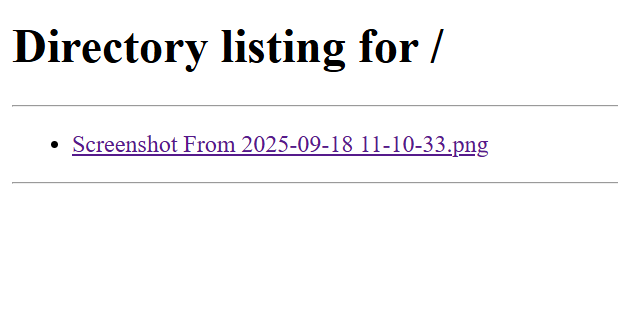 Directory listing for /
Screenshot From 2025-09-18 11-10-33.png